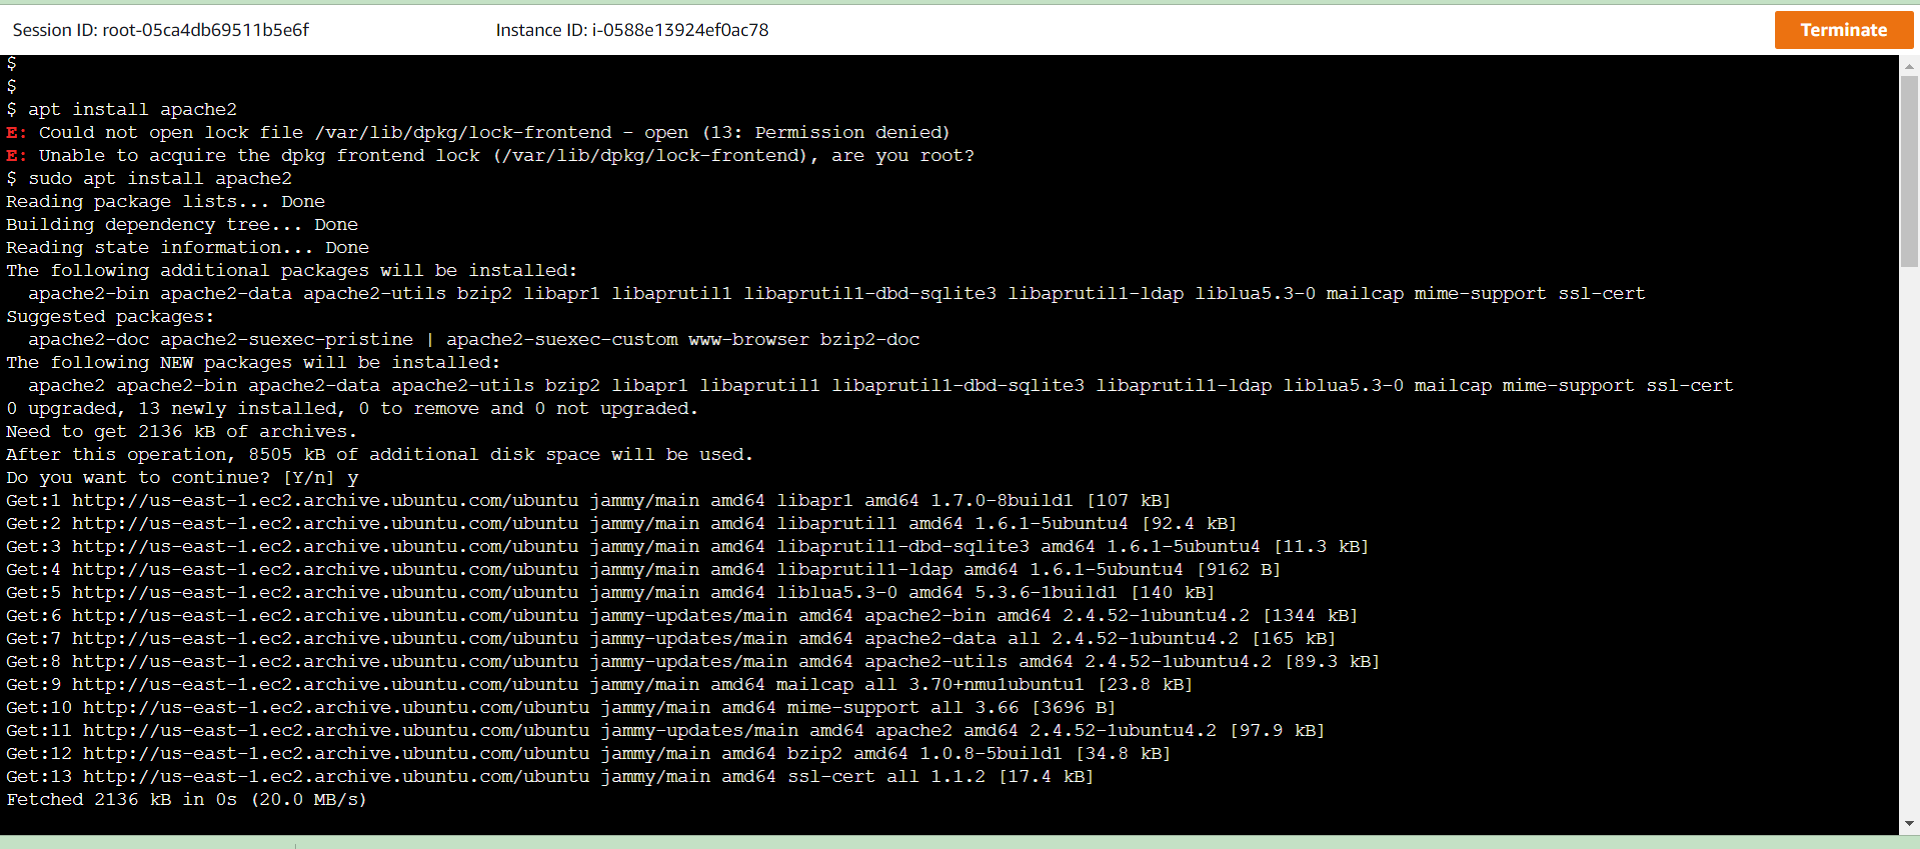 Session ID: root-05ca4db69511b5e6f Instance ID: i-0588e13924ef0ac78 Terminate
$
$
$ apt install apache2
E: Could not open lock file /var/lib/dpkg/lock-frontend - open (13: Permission denied)
E: Unable to acquire the dpkg frontend lock (/var/lib/dpkg/lock-frontend), are you root?
$ sudo apt install apache2
Reading package lists... Done
Building dependency tree... Done
Reading state information... Done
The following additional packages will be installed:
  apache2-bin apache2-data apache2-utils bzip2 libapr1 libaprutil1 libaprutil1-dbd-sqlite3 libaprutil1-ldap liblua5.3-0 mailcap mime-support ssl-cert
Suggested packages:
  apache2-doc apache2-suexec-pristine | apache2-suexec-custom www-browser bzip2-doc
The following NEW packages will be installed:
  apache2 apache2-bin apache2-data apache2-utils bzip2 libapr1 libaprutil1 libaprutil1-dbd-sqlite3 libaprutil1-ldap liblua5.3-0 mailcap mime-support ssl-cert
0 upgraded, 13 newly installed, 0 to remove and 0 not upgraded.
Need to get 2136 kB of archives.
After this operation, 8505 kB of additional disk space will be used.
Do you want to continue? [Y/n] y
Get:1 http://us-east-1.ec2.archive.ubuntu.com/ubuntu jammy/main amd64 libapr1 amd64 1.7.0-8build1 [107 kB]
Get:2 http://us-east-1.ec2.archive.ubuntu.com/ubuntu jammy/main amd64 libaprutil1 amd64 1.6.1-5ubuntu4 [92.4 kB]
Get:3 http://us-east-1.ec2.archive.ubuntu.com/ubuntu jammy/main amd64 libaprutil1-dbd-sqlite3 amd64 1.6.1-5ubuntu4 [11.3 kB]
Get:4 http://us-east-1.ec2.archive.ubuntu.com/ubuntu jammy/main amd64 libaprutil1-ldap amd64 1.6.1-5ubuntu4 [9162 B]
Get:5 http://us-east-1.ec2.archive.ubuntu.com/ubuntu jammy/main amd64 liblua5.3-0 amd64 5.3.6-1build1 [140 kB]
Get:6 http://us-east-1.ec2.archive.ubuntu.com/ubuntu jammy-updates/main amd64 apache2-bin amd64 2.4.52-1ubuntu4.2 [1344 kB]
Get:7 http://us-east-1.ec2.archive.ubuntu.com/ubuntu jammy-updates/main amd64 apache2-data all 2.4.52-1ubuntu4.2 [165 kB]
Get:8 http://us-east-1.ec2.archive.ubuntu.com/ubuntu jammy-updates/main amd64 apache2-utils amd64 2.4.52-1ubuntu4.2 [89.3 kB]
Get:9 http://us-east-1.ec2.archive.ubuntu.com/ubuntu jammy/main amd64 mailcap all 3.70+nmu1ubuntu1 [23.8 kB]
Get:10 http://us-east-1.ec2.archive.ubuntu.com/ubuntu jammy/main amd64 mime-support all 3.66 [3696 B]
Get:11 http://us-east-1.ec2.archive.ubuntu.com/ubuntu jammy-updates/main amd64 apache2 amd64 2.4.52-1ubuntu4.2 [97.9 kB]
Get:12 http://us-east-1.ec2.archive.ubuntu.com/ubuntu jammy/main amd64 bzip2 amd64 1.0.8-5build1 [34.8 kB]
Get:13 http://us-east-1.ec2.archive.ubuntu.com/ubuntu jammy/main amd64 ssl-cert all 1.1.2 [17.4 kB]
Fetched 2136 kB in 0s (20.0 MB/s)